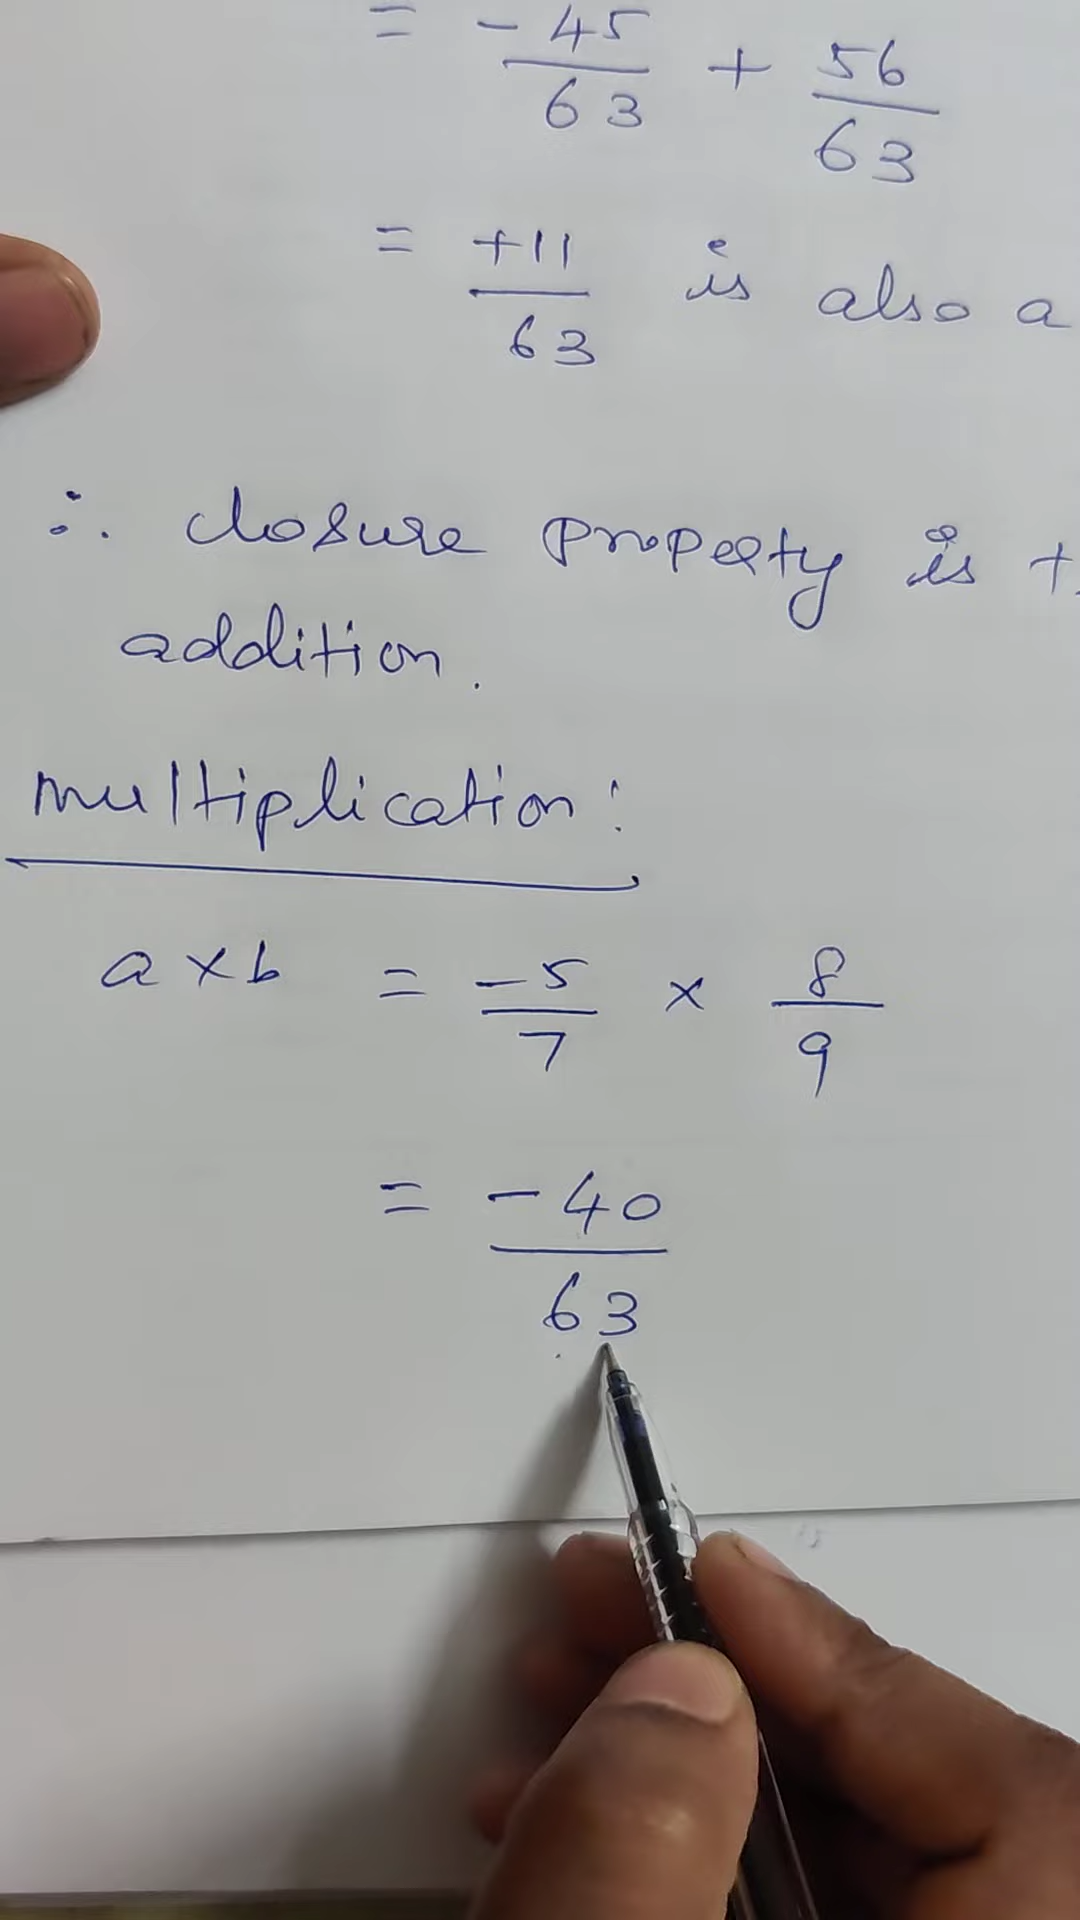 = -45/63 + 56/63
= +11/63 is also a
∴ closure property is
addition.
multiplication:
a × b = -5/7 × 8/9
= -40/63